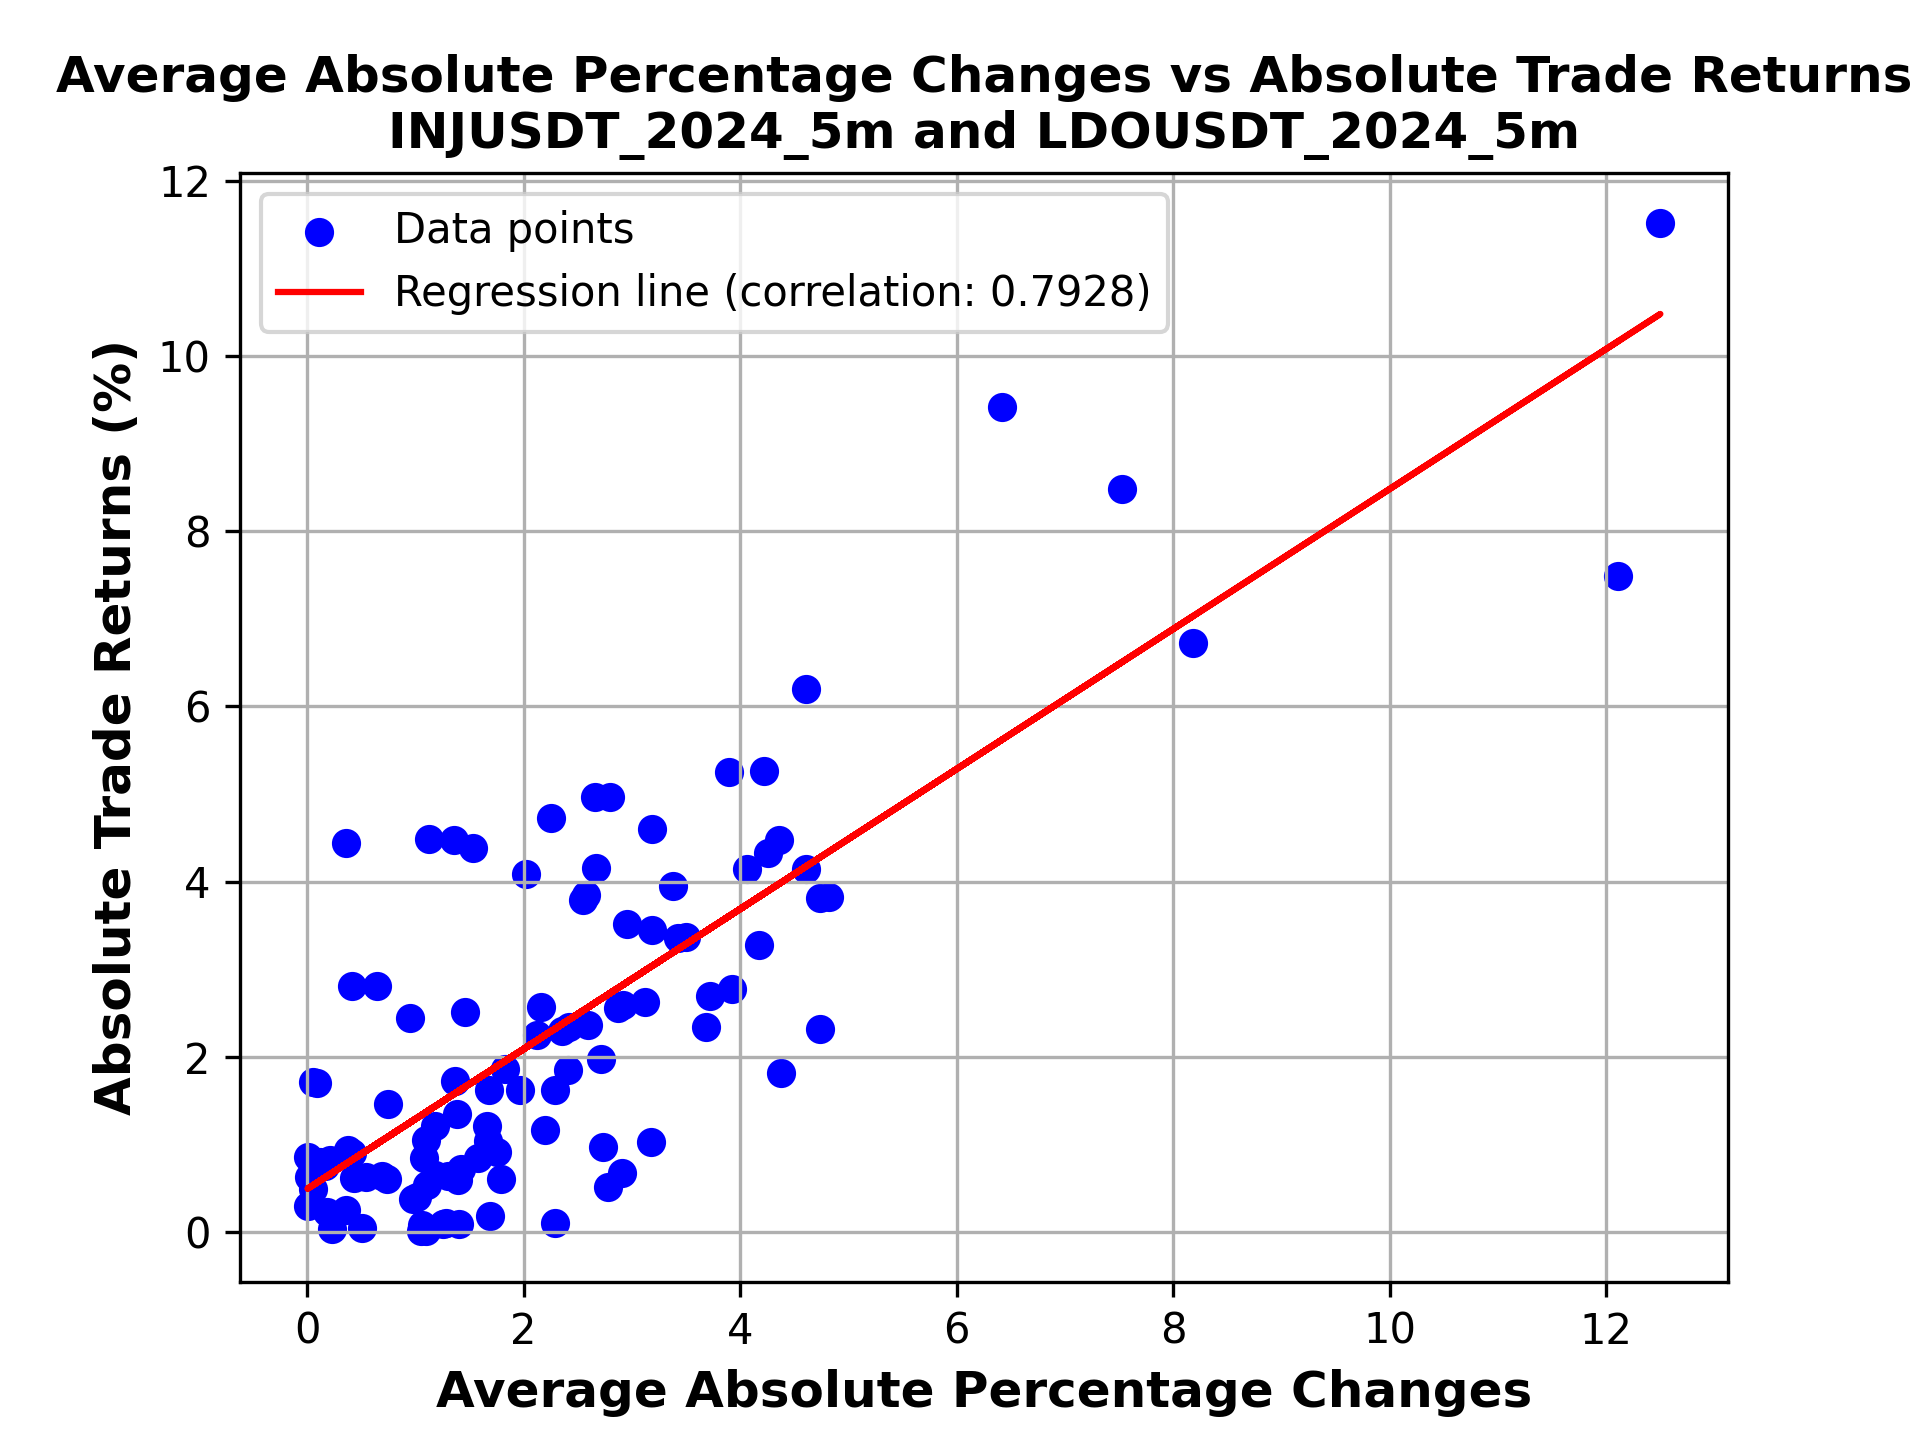 Average Absolute Percentage Changes vs Absolute Trade Returns
INJUSDT_2024_5m and LDOUSDT_2024_5m
Data points
Regression line (correlation: 0.7928)
Absolute Trade Returns (%)
12
10
8
6
4
2
0
0 2 4 6 8 10 12
Average Absolute Percentage Changes